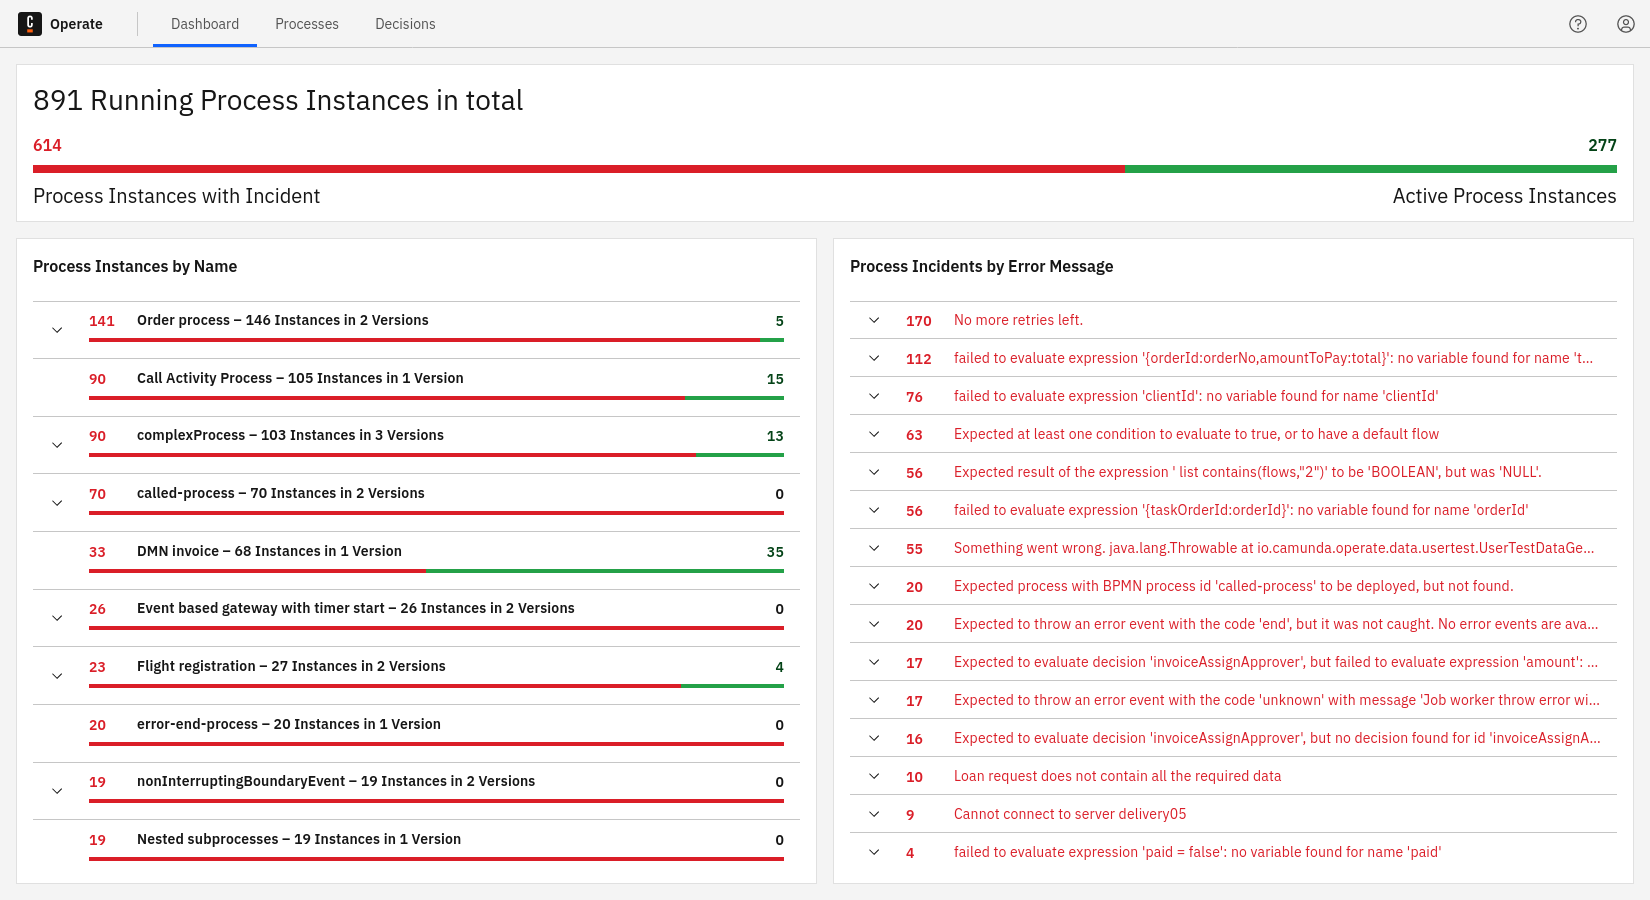 Operate
Dashboard
Processes
Decisions
891 Running Process Instances in total
614
277
Process Instances with Incident
Active Process Instances
Process Instances by Name
141 Order process – 146 Instances in 2 Versions 5
90 Call Activity Process – 105 Instances in 1 Version 15
90 complexProcess – 103 Instances in 3 Versions 13
70 called-process – 70 Instances in 2 Versions 0
33 DMN invoice – 68 Instances in 1 Version 35
26 Event based gateway with timer start – 26 Instances in 2 Versions 0
23 Flight registration – 27 Instances in 2 Versions 4
20 error-end-process – 20 Instances in 1 Version 0
19 nonInterruptingBoundaryEvent – 19 Instances in 2 Versions 0
19 Nested subprocesses – 19 Instances in 1 Version 0
Process Incidents by Error Message
170 No more retries left.
112 failed to evaluate expression '{orderId:orderNo,amountToPay:total}': no variable found for name 't...
76 failed to evaluate expression 'clientId': no variable found for name 'clientId'
63 Expected at least one condition to evaluate to true, or to have a default flow
56 Expected result of the expression ' list contains(flows,"2")' to be 'BOOLEAN', but was 'NULL'.
56 failed to evaluate expression '{taskOrderId:orderId}': no variable found for name 'orderId'
55 Something went wrong. java.lang.Throwable at io.camunda.operate.data.usertest.UserTestDataGe...
20 Expected process with BPMN process id 'called-process' to be deployed, but not found.
20 Expected to throw an error event with the code 'end', but it was not caught. No error events are ava...
17 Expected to evaluate decision 'invoiceAssignApprover', but failed to evaluate expression 'amount': ...
17 Expected to throw an error event with the code 'unknown' with message 'Job worker throw error wi...
16 Expected to evaluate decision 'invoiceAssignApprover', but no decision found for id 'invoiceAssignA...
10 Loan request does not contain all the required data
9 Cannot connect to server delivery05
4 failed to evaluate expression 'paid = false': no variable found for name 'paid'